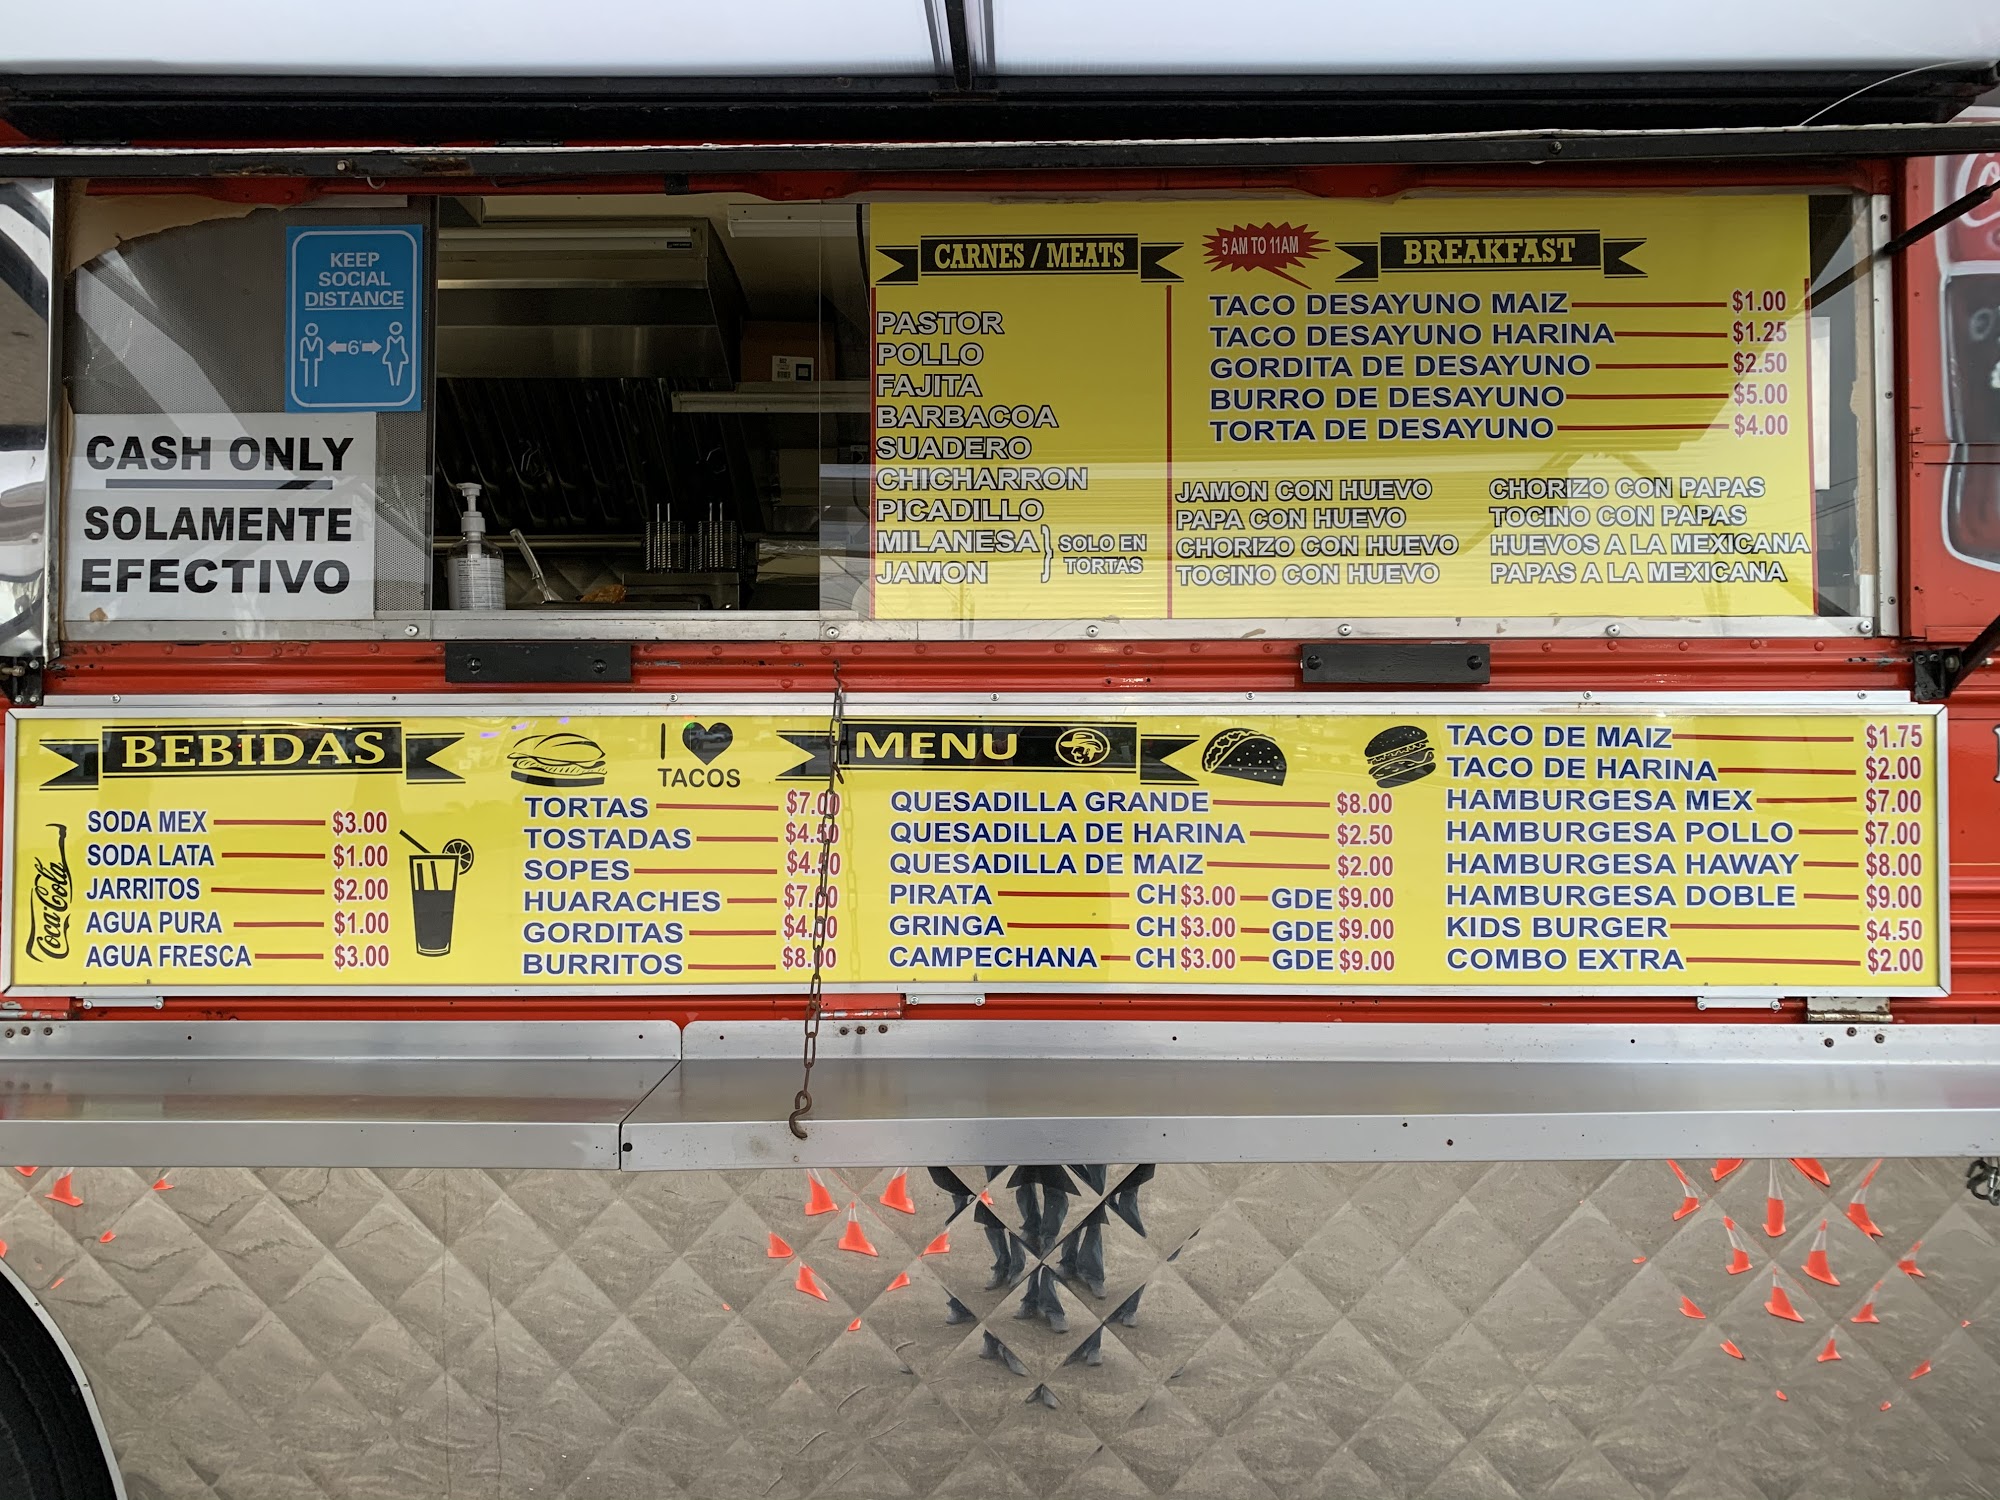 KEEP
SOCIAL
DISTANCE
6'
CASH ONLY
SOLAMENTE
EFECTIVO
CARNES / MEATS
PASTOR
POLLO
FAJITA
BARBACOA
SUADERO
CHICHARRON
PICADILLO
MILANESA
JAMON
SOLO EN
TORTAS
5 AM TO 11AM
BREAKFAST
TACO DESAYUNO MAIZ $1.00
TACO DESAYUNO HARINA $1.25
GORDITA DE DESAYUNO $2.50
BURRO DE DESAYUNO $5.00
TORTA DE DESAYUNO $4.00
JAMON CON HUEVO
PAPA CON HUEVO
CHORIZO CON HUEVO
TOCINO CON HUEVO
CHORIZO CON PAPAS
TOCINO CON PAPAS
HUEVOS A LA MEXICANA
PAPAS A LA MEXICANA
BEBIDAS
SODA MEX $3.00
SODA LATA $1.00
JARRITOS $2.00
AGUA PURA $1.00
AGUA FRESCA $3.00
Coca-Cola
I
TACOS
MENU
TORTAS $7.00
TOSTADAS $4.50
SOPES $4.50
HUARACHES $7.00
GORDITAS $4.00
BURRITOS $8.00
QUESADILLA GRANDE $8.00
QUESADILLA DE HARINA $2.50
QUESADILLA DE MAIZ $2.00
PIRATA CH $3.00 GDE $9.00
GRINGA CH $3.00 GDE $9.00
CAMPECHANA CH $3.00 GDE $9.00
TACO DE MAIZ $1.75
TACO DE HARINA $2.00
HAMBURGESA MEX $7.00
HAMBURGESA POLLO $7.00
HAMBURGESA HAWAY $8.00
HAMBURGESA DOBLE $9.00
KIDS BURGER $4.50
COMBO EXTRA $2.00